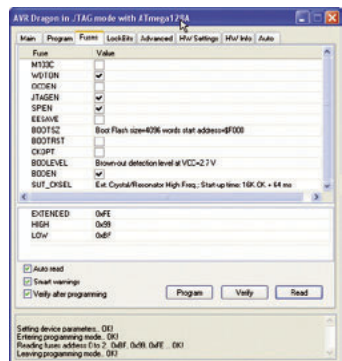 AVR Dragon in JTAG mode with ATmega128A
Main Program Fuses LockBits Advanced HW Settings HW Info Auto
Fuse Value
M103C
WDTON
OCDEN
JTAGEN
SPIEN
EESAVE
BOOTSZ Boot Flash size=4096 words start address=$F000
BOOTRST
CKOPT
BODLEVEL Brown-out detection level at VCC=2.7 V
BODEN
SUT_CKSEL Ext. Crystal/Resonator High Freq.; Start-up time: 16K CK + 64 ms
EXTENDED 0xFE
HIGH 0x99
LOW 0xBF
Auto read
Smart warnings
Verify after programming
Program Verify Read
Setting device parameters.. OK!
Entering programming mode.. OK!
Reading fuses address 0 to 2.. 0xBF, 0x99, 0xFE .. OK!
Leaving programming mode.. OK!